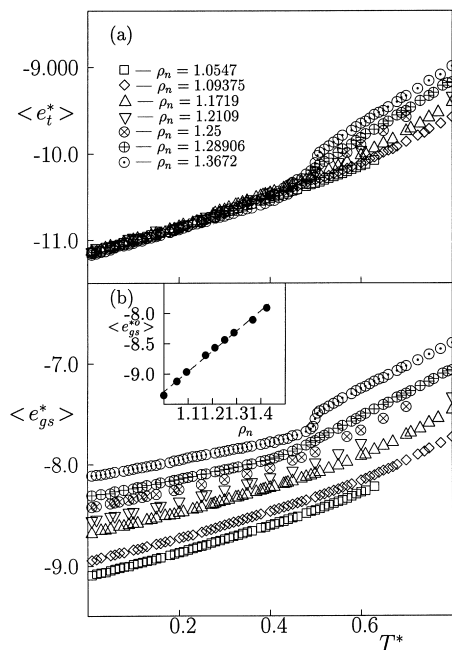 (a)
-9.000
□ — ρₙ = 1.0547
◇ — ρₙ = 1.09375
△ — ρₙ = 1.1719
▽ — ρₙ = 1.2109
⊗ — ρₙ = 1.25
⊕ — ρₙ = 1.28906
⊙ — ρₙ = 1.3672
< e*ₜ >
-10.0
-11.0
(b)
-8.0
< e*ᵒgs >
-8.5
-9.0
1.11.21.31.4
ρₙ
-7.0
< e*gs >
-8.0
-9.0
0.2 0.4 0.6
T*